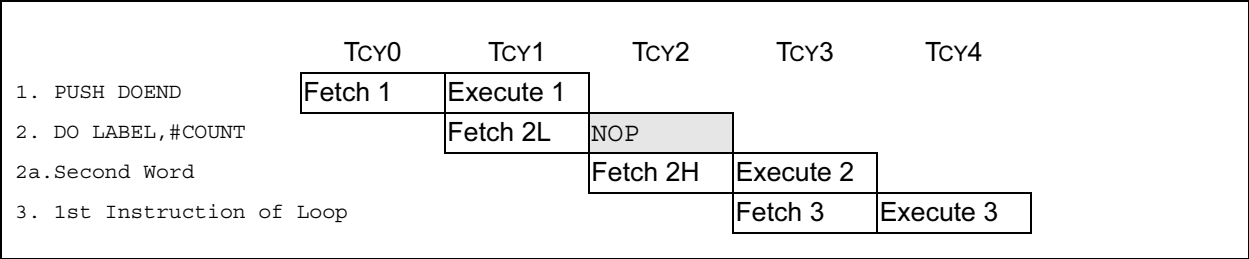 TCY0 TCY1 TCY2 TCY3 TCY4
1. PUSH DOEND Fetch 1 Execute 1
2. DO LABEL,#COUNT Fetch 2L NOP
2a.Second Word Fetch 2H Execute 2
3. 1st Instruction of Loop Fetch 3 Execute 3